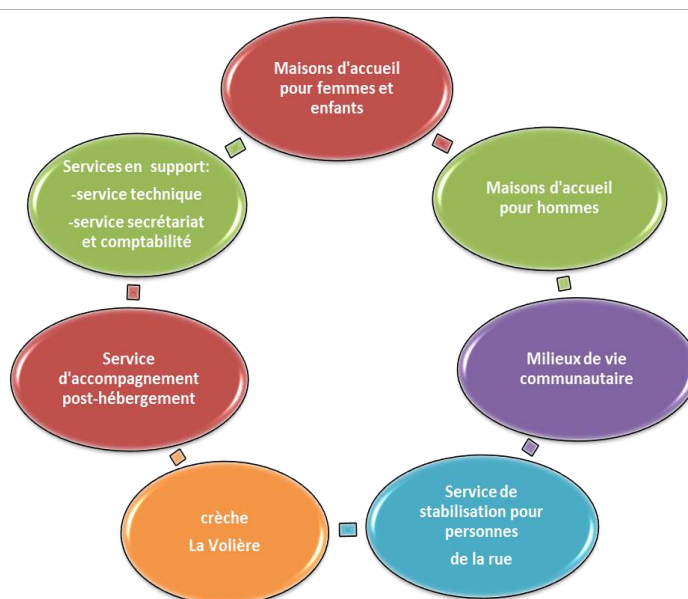 Maisons d'accueil
pour femmes et
enfants
Maisons d'accueil
pour hommes
Milieux de vie
communautaire
Service de
stabilisation pour
personnes
de la rue
crèche
La Volière
Service
d'accompagnement
post-hébergement
Services en support:
-service technique
-service secrétariat
et comptabilité